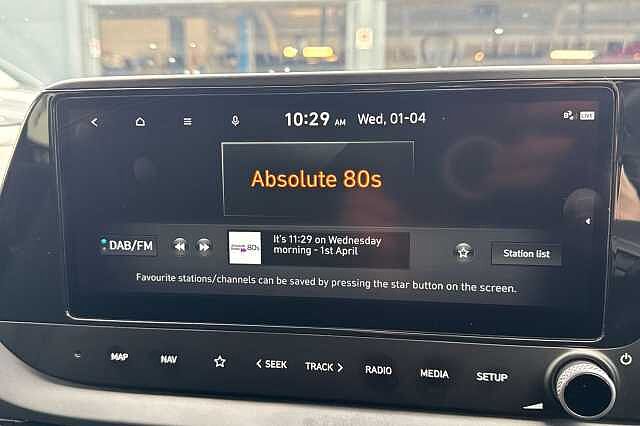 10:29 AM Wed, 01-04
LIVE
Absolute 80s
DAB/FM
80s
It's 11:29 on Wednesday
morning - 1st April
Station list
Favourite stations/channels can be saved by pressing the star button on the screen.
MAP NAV < SEEK TRACK > RADIO MEDIA SETUP